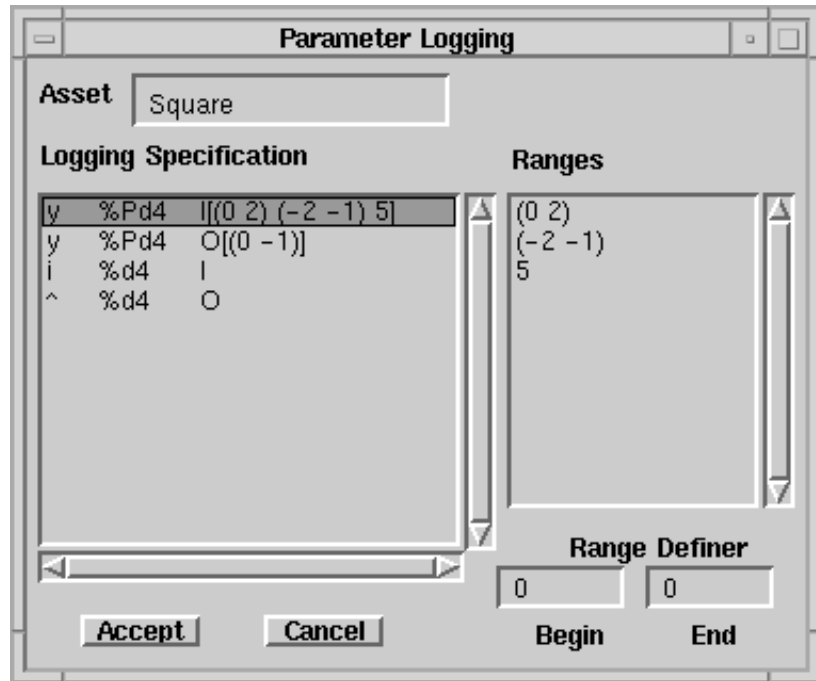 Parameter Logging
Asset Square
Logging Specification
Ranges
y %Pd4 I[(0 2) (-2 -1) 5]
y %Pd4 O[(0 -1)]
i %d4 I
^ %d4 O
(0 2)
(-2 -1)
5
Range Definer
0 0
Begin End
Accept Cancel